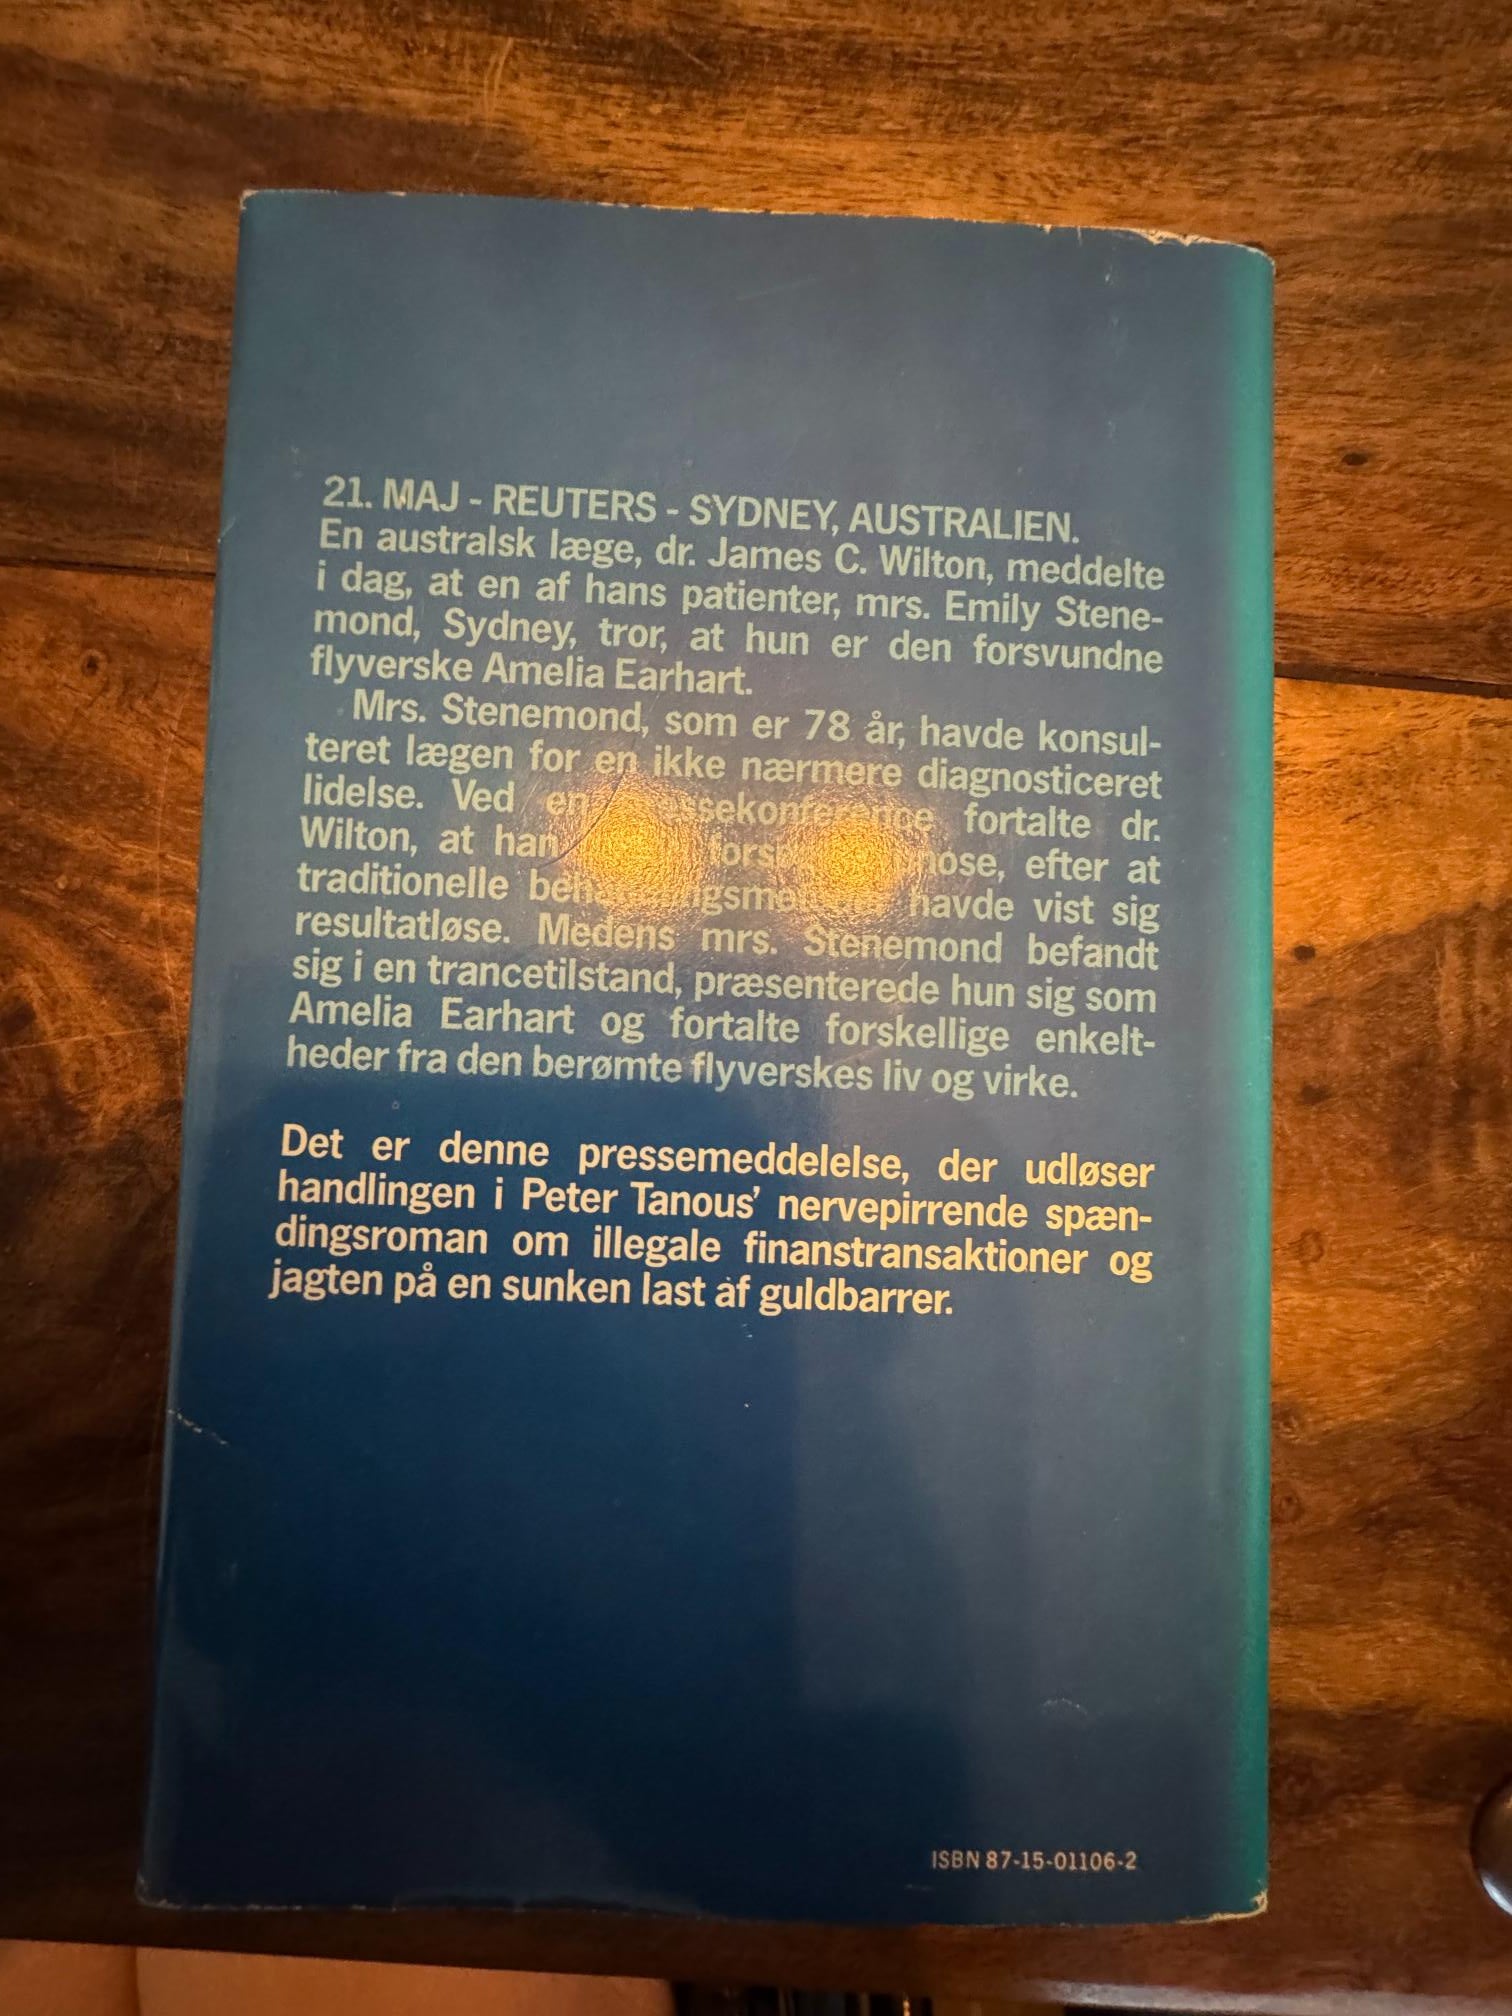 21. MAJ - REUTERS - SYDNEY, AUSTRALIEN.
En australsk læge, dr. James C. Wilton, meddelte
i dag, at en af hans patienter, mrs. Emily Stene-
mond, Sydney, tror, at hun er den forsvundne
flyverske Amelia Earhart.
Mrs. Stenemond, som er 78 år, havde konsul-
teret lægen for en ikke nærmere diagnosticeret
lidelse. Ved en pressekonference fortalte dr.
Wilton, at han efter at
traditionelle behandlingsmetoder havde vist sig
resultatløse. Medens mrs. Stenemond befandt
sig i en trancetilstand, præsenterede hun sig som
Amelia Earhart og fortalte forskellige enkelt-
heder fra den berømte flyverskes liv og virke.
Det er denne pressemeddelelse, der udløser
handlingen i Peter Tanous' nervepirrende spæn-
dingsroman om illegale finanstransaktioner og
jagten på en sunken last af guldbarrer.
ISBN 87-15-01106-2